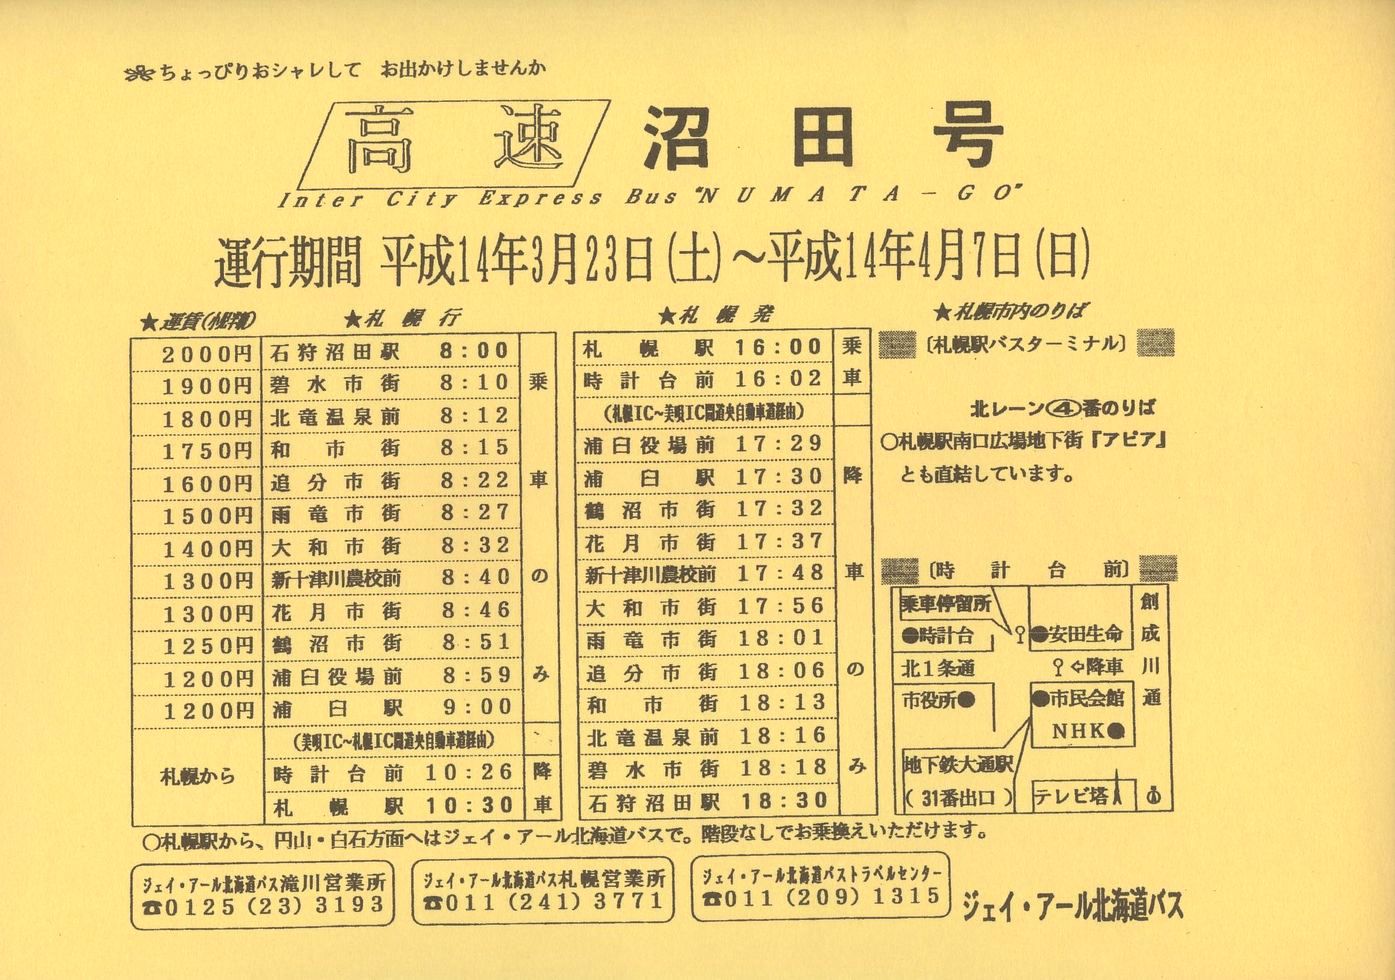 ちょっぴりおシャレして お出かけしませんか
高速 沼田号
Inter City Express Bus "NUMATA-GO"
運行期間 平成14年3月23日(土)~平成14年4月7日(日)
★運賃(小児半額) ★札幌行
2000円 石狩沼田駅 8:00
1900円 碧水市街 8:10
1800円 北竜温泉前 8:12
1750円 和市街 8:15
1600円 追分市街 8:22
1500円 雨竜市街 8:27
1400円 大和市街 8:32
1300円 新十津川農校前 8:40
1300円 花月市街 8:46
1250円 鶴沼市街 8:51
1200円 浦臼役場前 8:59
1200円 浦臼駅 9:00
乗車のみ
(美唄IC~札幌IC間道央自動車道経由)
札幌から
時計台前 10:26
札幌駅 10:30
降車
★札幌発
札幌駅 16:00
時計台前 16:02
乗車
(札幌IC~美唄IC間道央自動車道経由)
浦臼役場前 17:29
浦臼駅 17:30
鶴沼市街 17:32
花月市街 17:37
新十津川農校前 17:48
大和市街 17:56
雨竜市街 18:01
追分市街 18:06
和市街 18:13
北竜温泉前 18:16
碧水市街 18:18
石狩沼田駅 18:30
降車のみ
★札幌市内のりば
〔札幌駅バスターミナル〕
北レーン④番のりば
○札幌駅南口広場地下街『アピア』
とも直結しています。
〔時計台前〕
乗車停留所
●時計台
●安田生命
北1条通
⇦降車
市役所●
●市民会館
NHK●
地下鉄大通駅
(31番出口)
テレビ塔
創成川通
○札幌駅から、円山・白石方面へはジェイ・アール北海道バスで。階段なしでお乗換えいただけます。
ジェイ・アール北海道バス滝川営業所
☎0125(23)3193
ジェイ・アール北海道バス札幌営業所
☎011(241)3771
ジェイ・アール北海道バストラベルセンター
☎011(209)1315
ジェイ・アール北海道バス